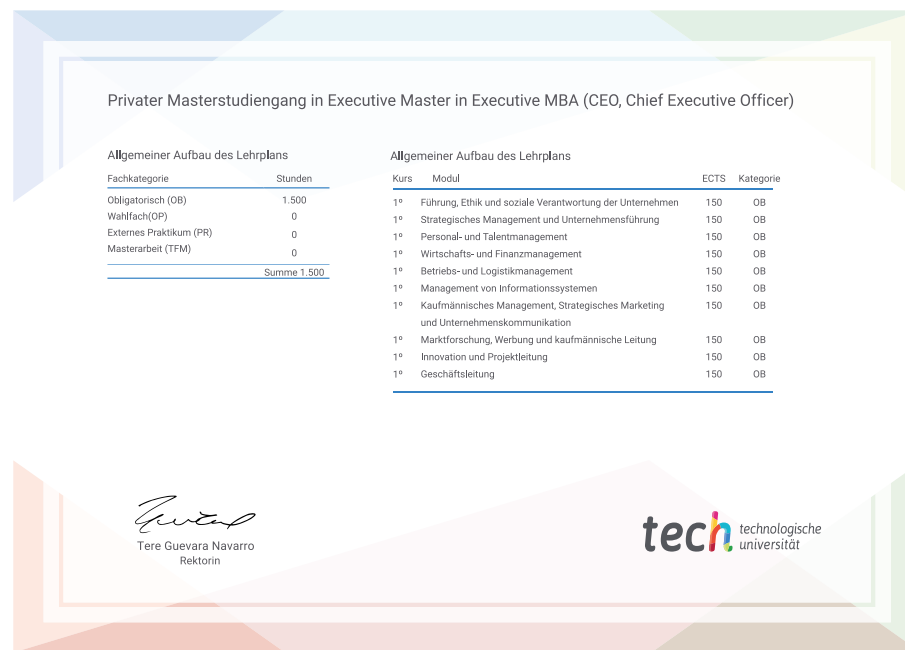 Privater Masterstudiengang in Executive Master in Executive MBA (CEO, Chief Executive Officer)
Allgemeiner Aufbau des Lehrplans
Fachkategorie Stunden
Obligatorisch (OB) 1.500
Wahlfach(OP) 0
Externes Praktikum (PR) 0
Masterarbeit (TFM) 0
Summe 1.500
Allgemeiner Aufbau des Lehrplans
Kurs Modul ECTS Kategorie
1º Führung, Ethik und soziale Verantwortung der Unternehmen 150 OB
1º Strategisches Management und Unternehmensführung 150 OB
1º Personal- und Talentmanagement 150 OB
1º Wirtschafts- und Finanzmanagement 150 OB
1º Betriebs- und Logistikmanagement 150 OB
1º Management von Informationssystemen 150 OB
1º Kaufmännisches Management, Strategisches Marketing 150 OB
und Unternehmenskommunikation
1º Marktforschung, Werbung und kaufmännische Leitung 150 OB
1º Innovation und Projektleitung 150 OB
1º Geschäftsleitung 150 OB
Tere Guevara Navarro
Rektorin
tech technologische
universität